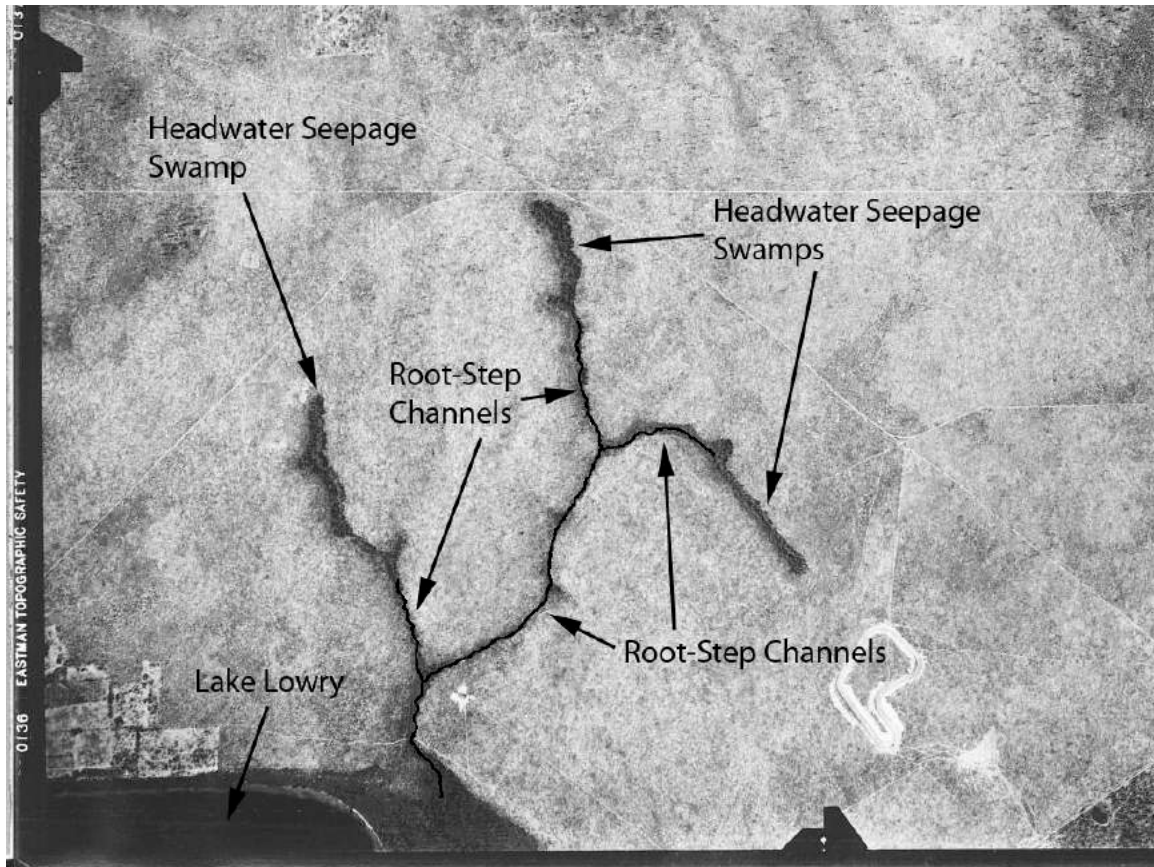 Headwater Seepage
Swamp
Headwater Seepage
Swamps
Root-Step
Channels
Root-Step Channels
Lake Lowry
0136 EASTMAN TOPOGRAPHIC SAFETY